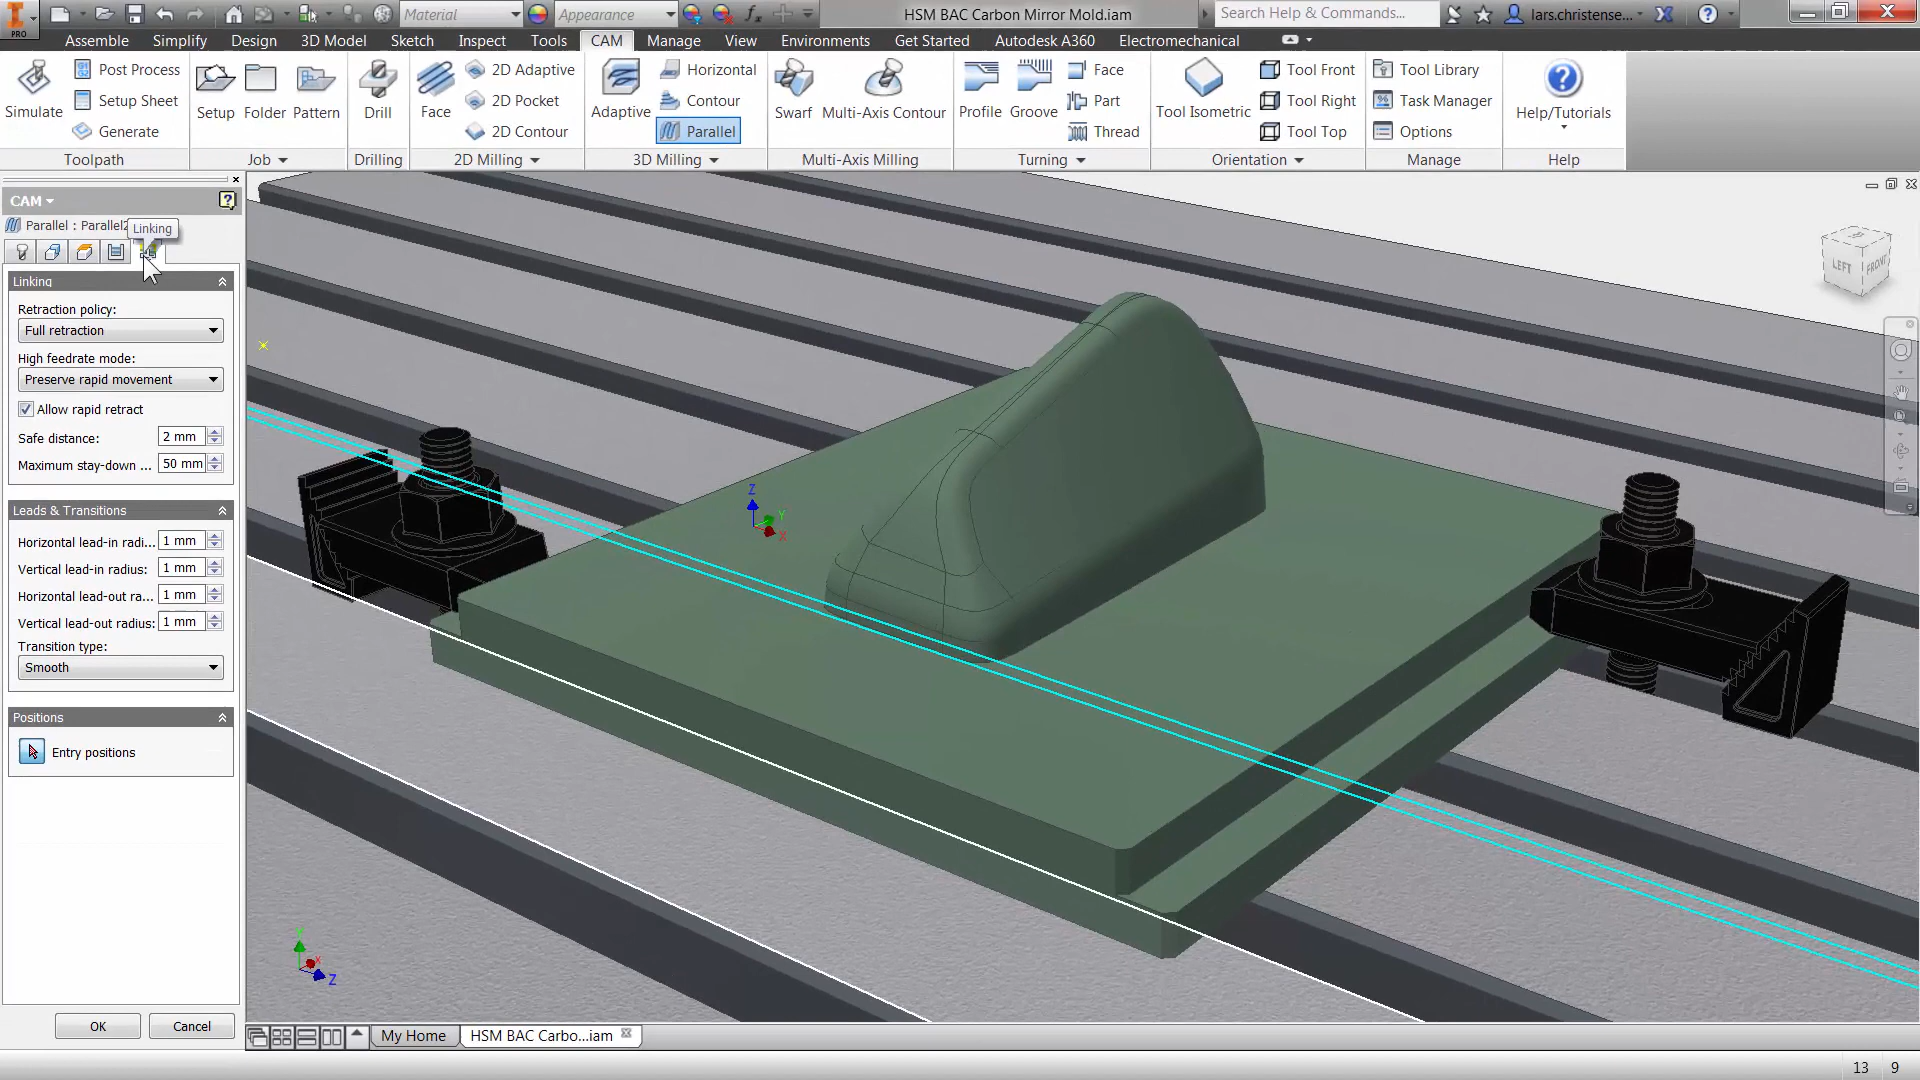 PRO
Material
Appearance
HSM BAC Carbon Mirror Mold.iam
Search Help & Commands...
lars.christense...
Assemble Simplify Design 3D Model Sketch Inspect Tools CAM Manage View Environments Get Started Autodesk A360 Electromechanical
Simulate
Post Process
Setup Sheet
Generate
Toolpath
Setup
Folder
Pattern
Job
Drill
Drilling
Face
2D Adaptive
2D Pocket
2D Contour
2D Milling
Adaptive
Horizontal
Contour
Parallel
3D Milling
Swarf
Multi-Axis Contour
Multi-Axis Milling
Profile
Groove
Face
Part
Thread
Turning
Tool Isometric
Tool Front
Tool Right
Tool Top
Orientation
Tool Library
Task Manager
Options
Manage
Help/Tutorials
Help
CAM
Parallel : Parallel2
Linking
Linking
Retraction policy:
Full retraction
High feedrate mode:
Preserve rapid movement
Allow rapid retract
Safe distance: 2 mm
Maximum stay-down ... 50 mm
Leads & Transitions
Horizontal lead-in radi... 1 mm
Vertical lead-in radius: 1 mm
Horizontal lead-out ra... 1 mm
Vertical lead-out radius: 1 mm
Transition type:
Smooth
Positions
Entry positions
OK Cancel
LEFT FRONT
Z
Y
X
Y
X
Z
My Home
HSM BAC Carbo...iam
13 9